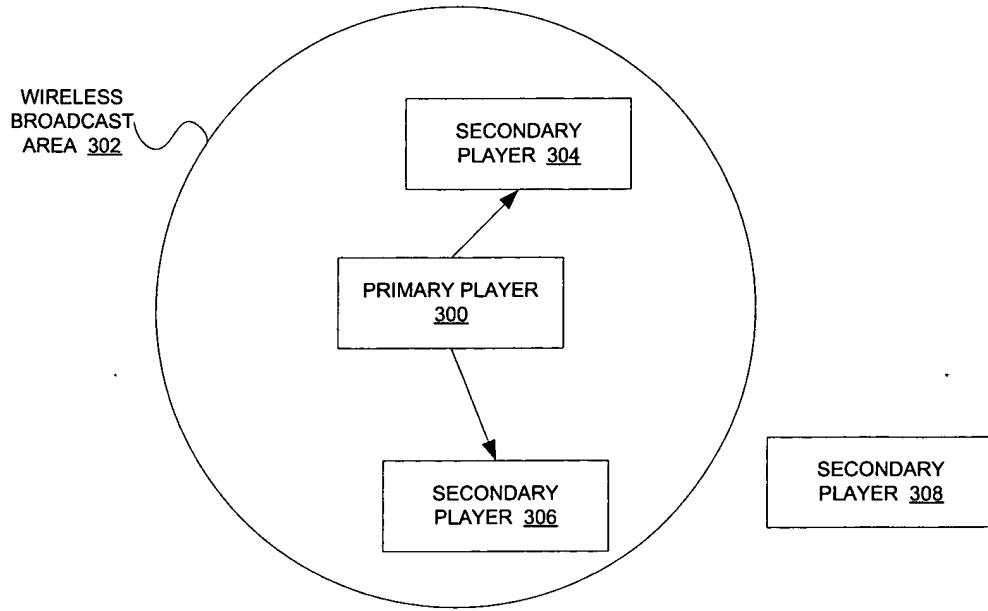 WIRELESS
BROADCAST
AREA 302
SECONDARY
PLAYER 304
PRIMARY PLAYER
300
SECONDARY
PLAYER 306
SECONDARY
PLAYER 308